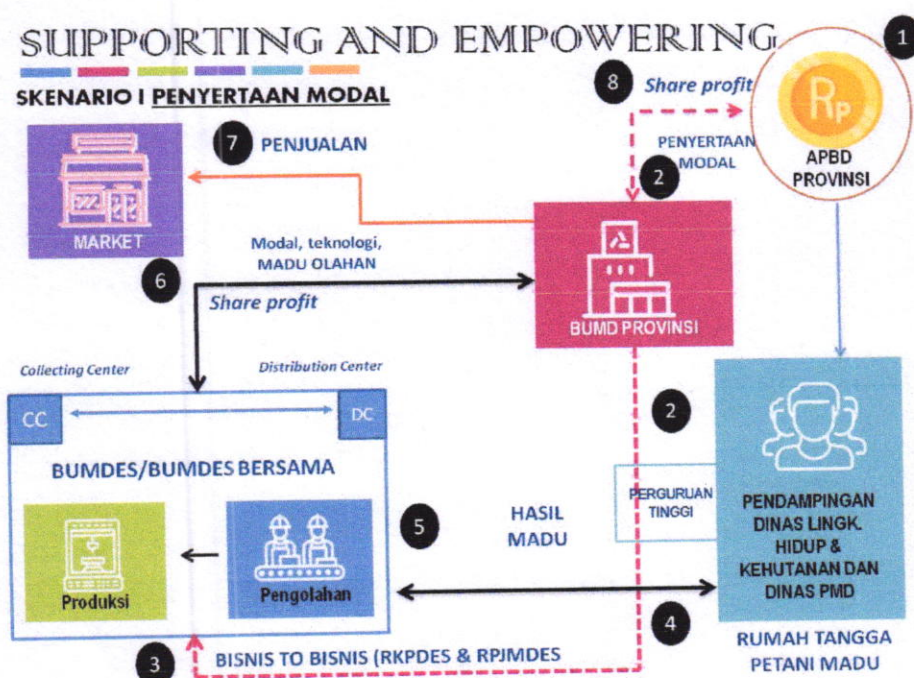 SUPPORTING AND EMPOWERING
1
SKENARIO I PENYERTAAN MODAL
8 Share profit
Rp
APBD
PROVINSI
7 PENJUALAN
PENYERTAAN
MODAL
2
MARKET
6
Modal, teknologi,
MADU OLAHAN
Share profit
BUMD PROVINSI
Collecting Center
Distribution Center
CC
DC
2
BUMDES/BUMDES BERSAMA
PERGURUAN
TINGGI
5
HASIL
MADU
PENDAMPINGAN
DINAS LINGK.
HIDUP &
KEHUTANAN DAN
DINAS PMD
Produksi
Pengolahan
4
3
BISNIS TO BISNIS (RKPDES & RPJMDES
RUMAH TANGGA
PETANI MADU